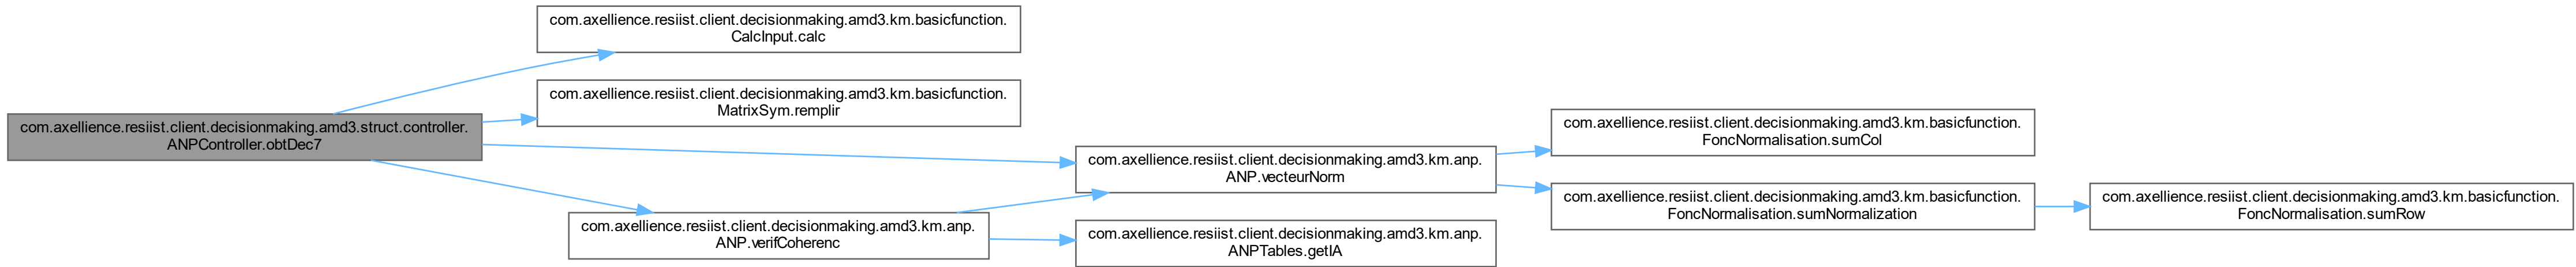 com.axellience.resiist.client.decisionmaking.amd3.struct.controller.
ANPController.obtDec7
com.axellience.resiist.client.decisionmaking.amd3.km.basicfunction.
CalcInput.calc
com.axellience.resiist.client.decisionmaking.amd3.km.basicfunction.
MatrixSym.remplir
com.axellience.resiist.client.decisionmaking.amd3.km.anp.
ANP.verifCoherenc
com.axellience.resiist.client.decisionmaking.amd3.km.anp.
ANP.vecteurNorm
com.axellience.resiist.client.decisionmaking.amd3.km.anp.
ANPTables.getIA
com.axellience.resiist.client.decisionmaking.amd3.km.basicfunction.
FoncNormalisation.sumCol
com.axellience.resiist.client.decisionmaking.amd3.km.basicfunction.
FoncNormalisation.sumNormalization
com.axellience.resiist.client.decisionmaking.amd3.km.basicfunction.
FoncNormalisation.sumRow